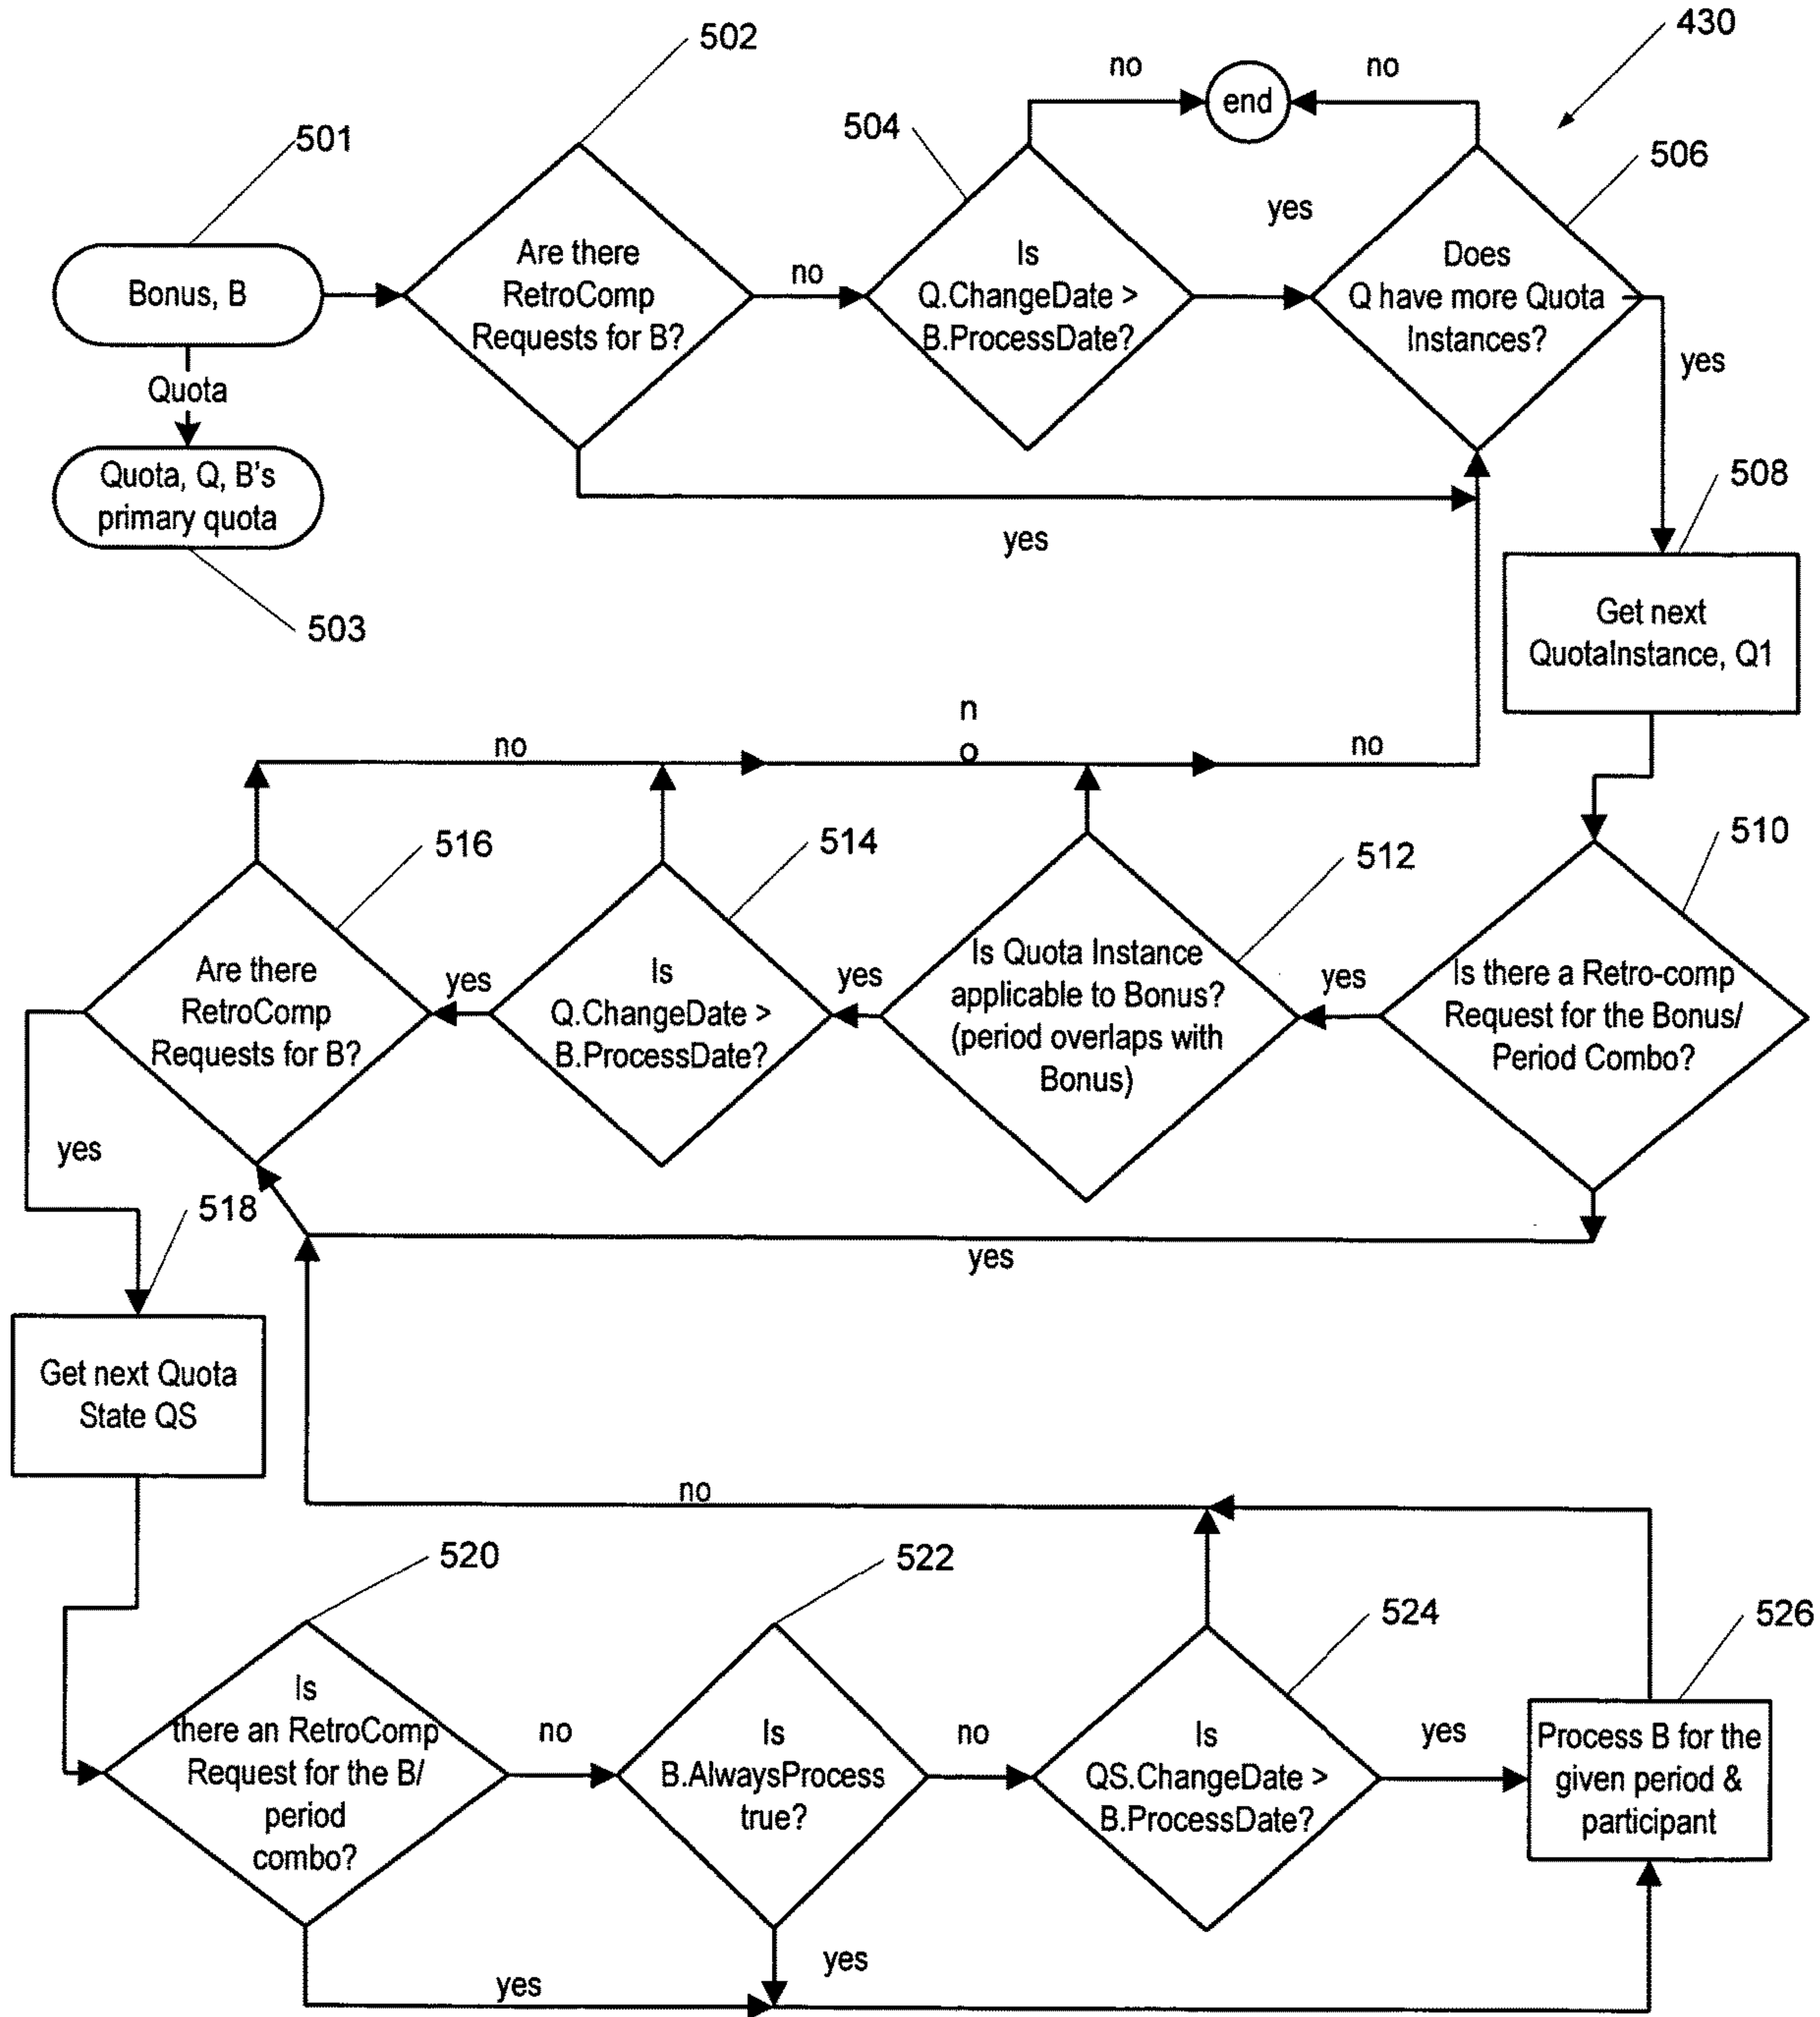 430
502
no
end
no
504
506
501
yes
Are there
RetroComp
Requests for B?
Is
Q.ChangeDate >
B.ProcessDate?
Does
Q have more Quota
Instances?
Bonus, B
no
yes
Quota
Quota, Q, B's
primary quota
508
yes
503
Get next
QuotaInstance, Q1
n
o
no
no
516
514
512
510
Are there
RetroComp
Requests for B?
yes
Is
Q.ChangeDate >
B.ProcessDate?
yes
Is Quota Instance
applicable to Bonus?
(period overlaps with
Bonus)
yes
Is there a Retro-comp
Request for the Bonus/
Period Combo?
yes
518
yes
Get next Quota
State QS
no
520
522
524
526
Is
there an RetroComp
Request for the B/
period
combo?
no
Is
B.AlwaysProcess
true?
no
Is
QS.ChangeDate >
B.ProcessDate?
yes
Process B for the
given period &
participant
yes
yes